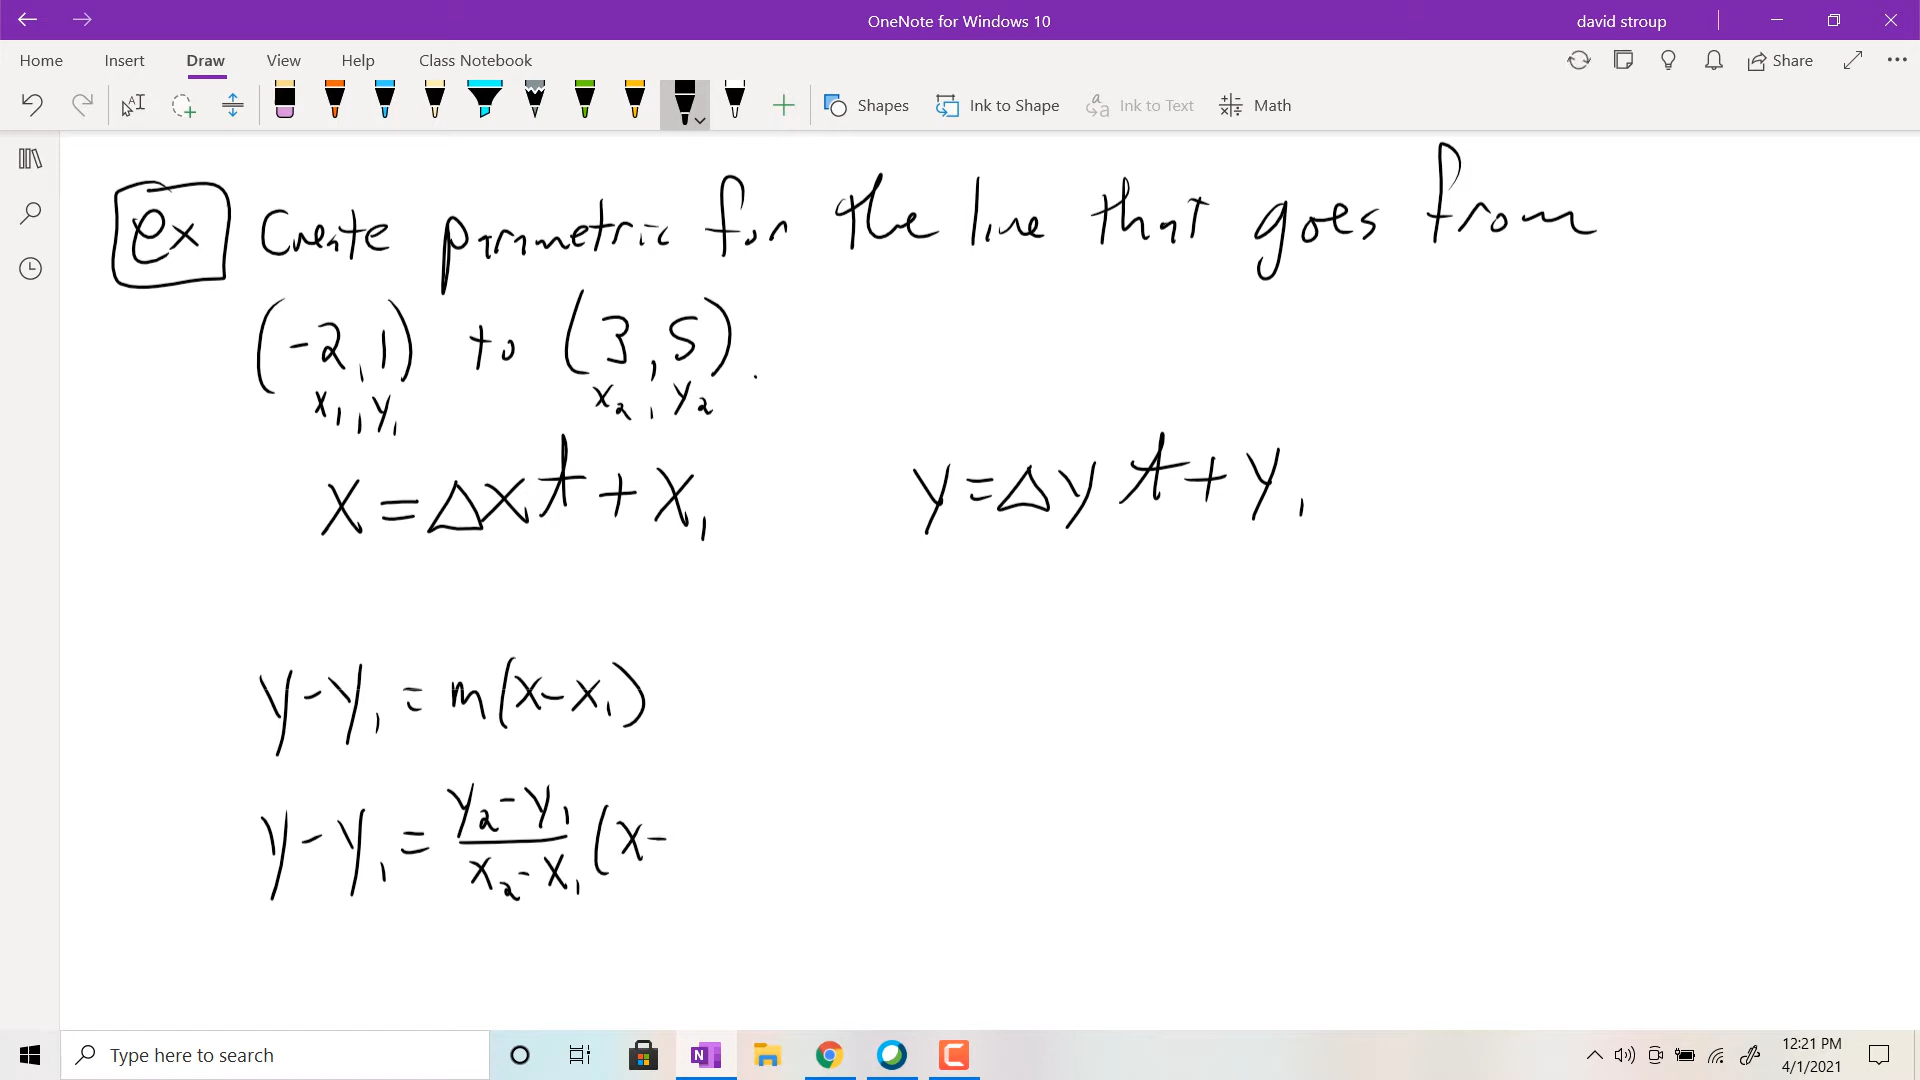 OneNote for Windows 10
david stroup
Home Insert Draw View Help Class Notebook
Share
Shapes Ink to Shape Ink to Text Math
ex Create parametric for the line that goes from
(-2, 1) to (3, 5).
x₁, y₁ x₂, y₂
x = Δx t + x₁ y = Δy t + y₁
y - y₁ = m(x - x₁)
y - y₁ = \frac{y₂ - y₁}{x₂ - x₁} (x -
Type here to search
12:21 PM
4/1/2021